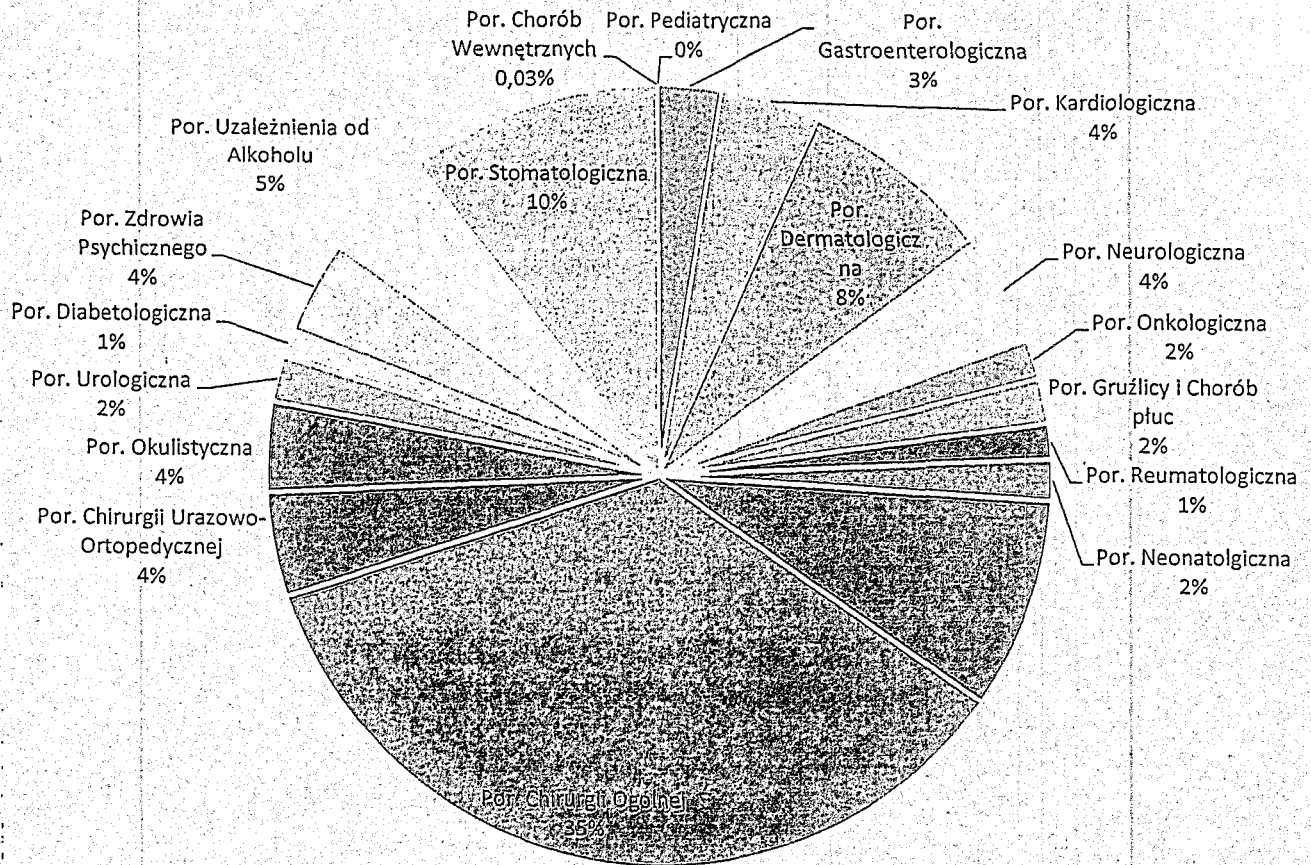 Por. Chorób
Wewnętrznych
0,03%
Por. Pediatryczna
0%
Por.
Gastroenterologiczna
3%
Por. Kardiologiczna
4%
Por.
Dermatologicz
na
8%
Por. Neurologiczna
4%
Por. Onkologiczna
2%
Por. Gruźlicy i Chorób
płuc
2%
Por. Reumatologiczna
1%
Por. Neonatolgiczna
2%
Por. Chirurgii Ogólnej
35%
Por. Chirurgii Urazowo-
Ortopedycznej
4%
Por. Okulistyczna
4%
Por. Urologiczna
2%
Por. Diabetologiczna
1%
Por. Zdrowia
Psychicznego
4%
Por. Uzależnienia od
Alkoholu
5%
Por. Stomatologiczna
10%